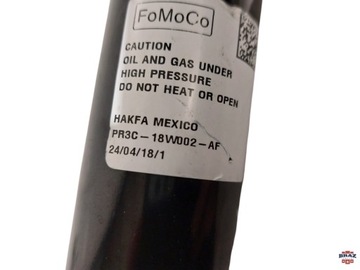 FoMoCo
CAUTION
OIL AND GAS UNDER
HIGH PRESSURE
DO NOT HEAT OR OPEN
HAKFA MEXICO
PR3C-18W002-AF
24/04/18/1